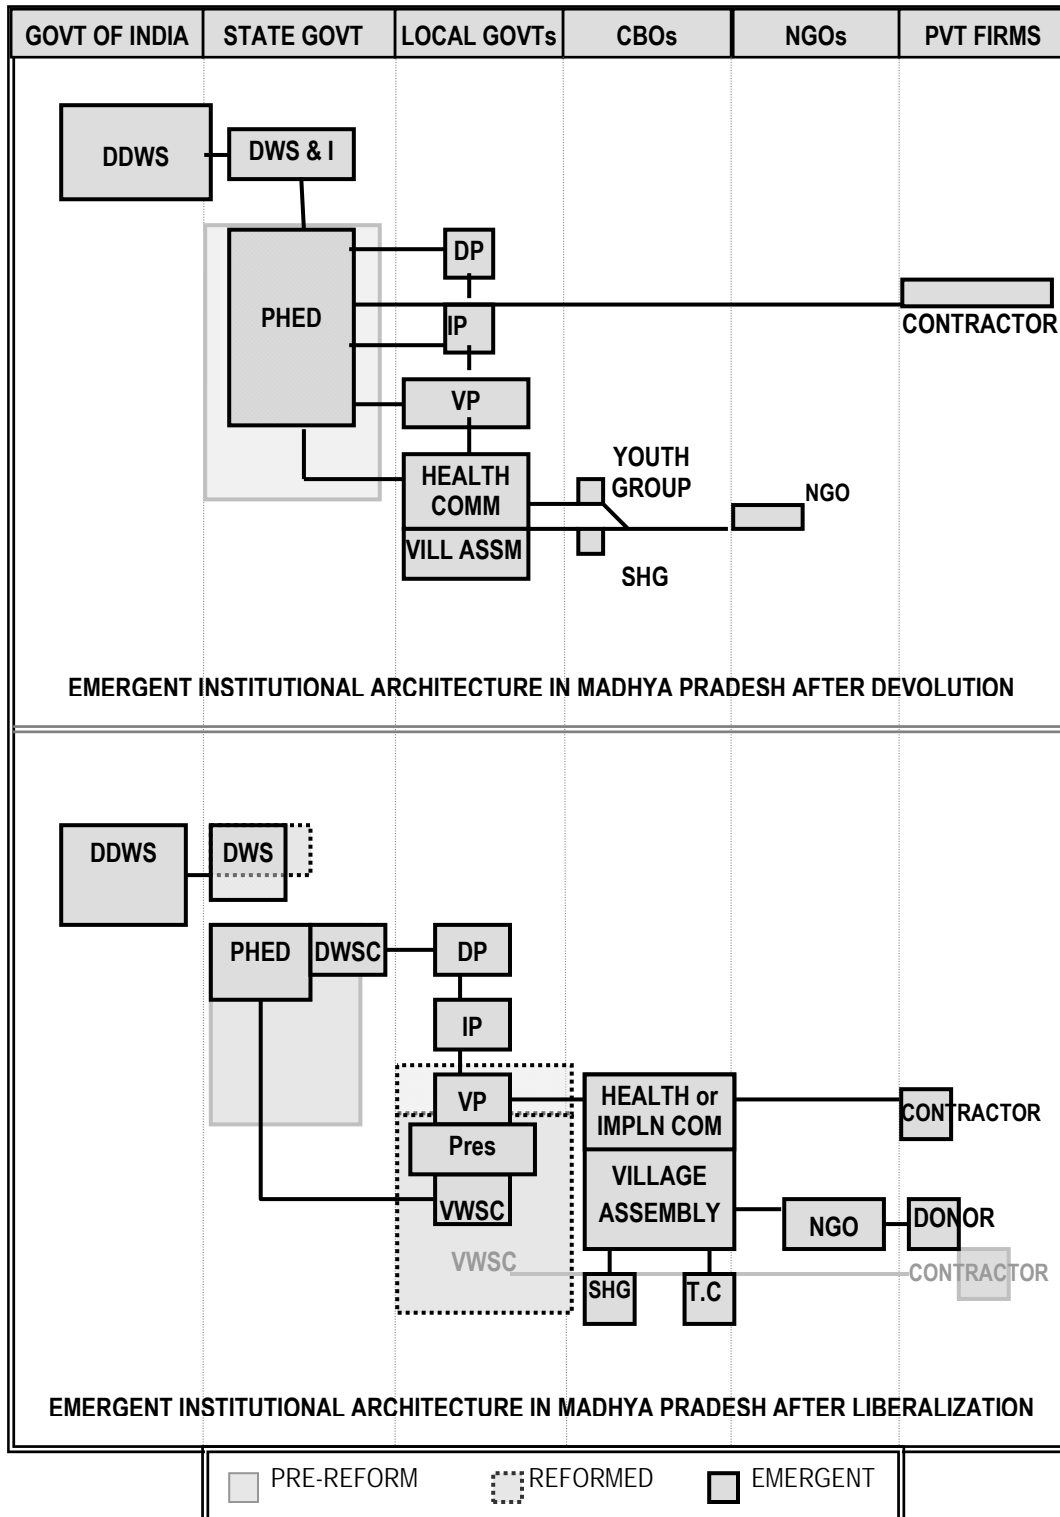 GOVT OF INDIA STATE GOVT LOCAL GOVTs CBOs NGOs PVT FIRMS
DDWS
DWS & I
PHED
DP
IP
CONTRACTOR
VP
HEALTH
COMM
VILL ASSM
YOUTH
GROUP
NGO
SHG
EMERGENT INSTITUTIONAL ARCHITECTURE IN MADHYA PRADESH AFTER DEVOLUTION
DDWS
DWS
PHED
DWSC
DP
IP
VP
Pres
VWSC
VWSC
HEALTH or
IMPLN COM
VILLAGE
ASSEMBLY
CONTRACTOR
NGO
DONOR
CONTRACTOR
SHG
T.C
EMERGENT INSTITUTIONAL ARCHITECTURE IN MADHYA PRADESH AFTER LIBERALIZATION
PRE-REFORM REFORMED EMERGENT